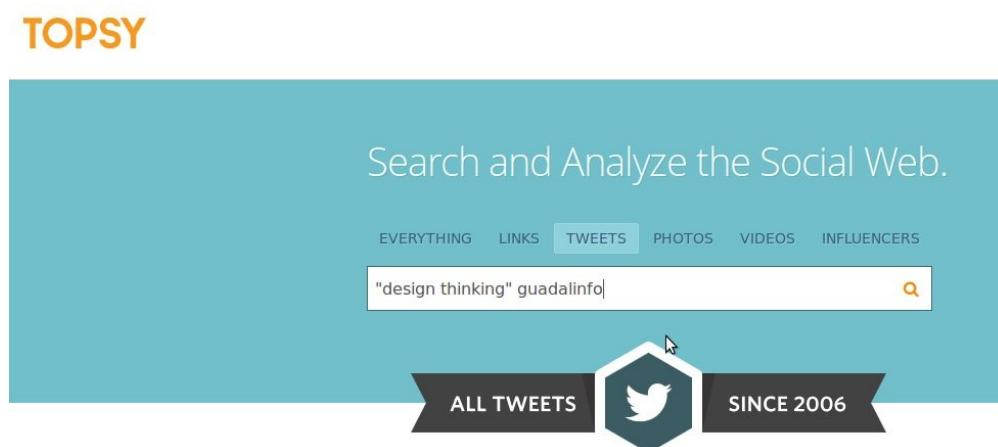 TOPSY
Search and Analyze the Social Web.
EVERYTHING LINKS TWEETS PHOTOS VIDEOS INFLUENCERS
"design thinking" guadalinfo
ALL TWEETS SINCE 2006